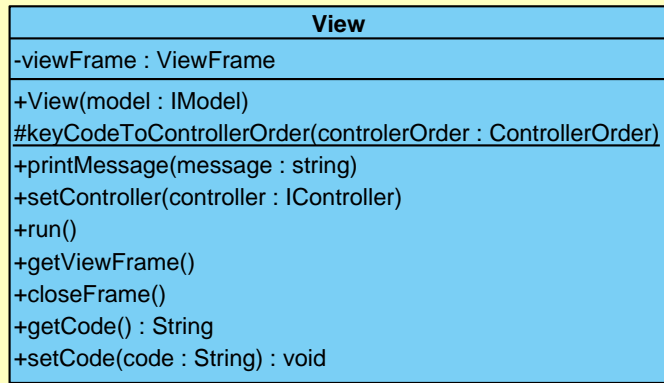 View
-viewFrame : ViewFrame
+View(model : IModel)
#keyCodeToControllerOrder(controlerOrder : ControllerOrder)
+printMessage(message : string)
+setController(controller : IController)
+run()
+getViewFrame()
+closeFrame()
+getCode() : String
+setCode(code : String) : void